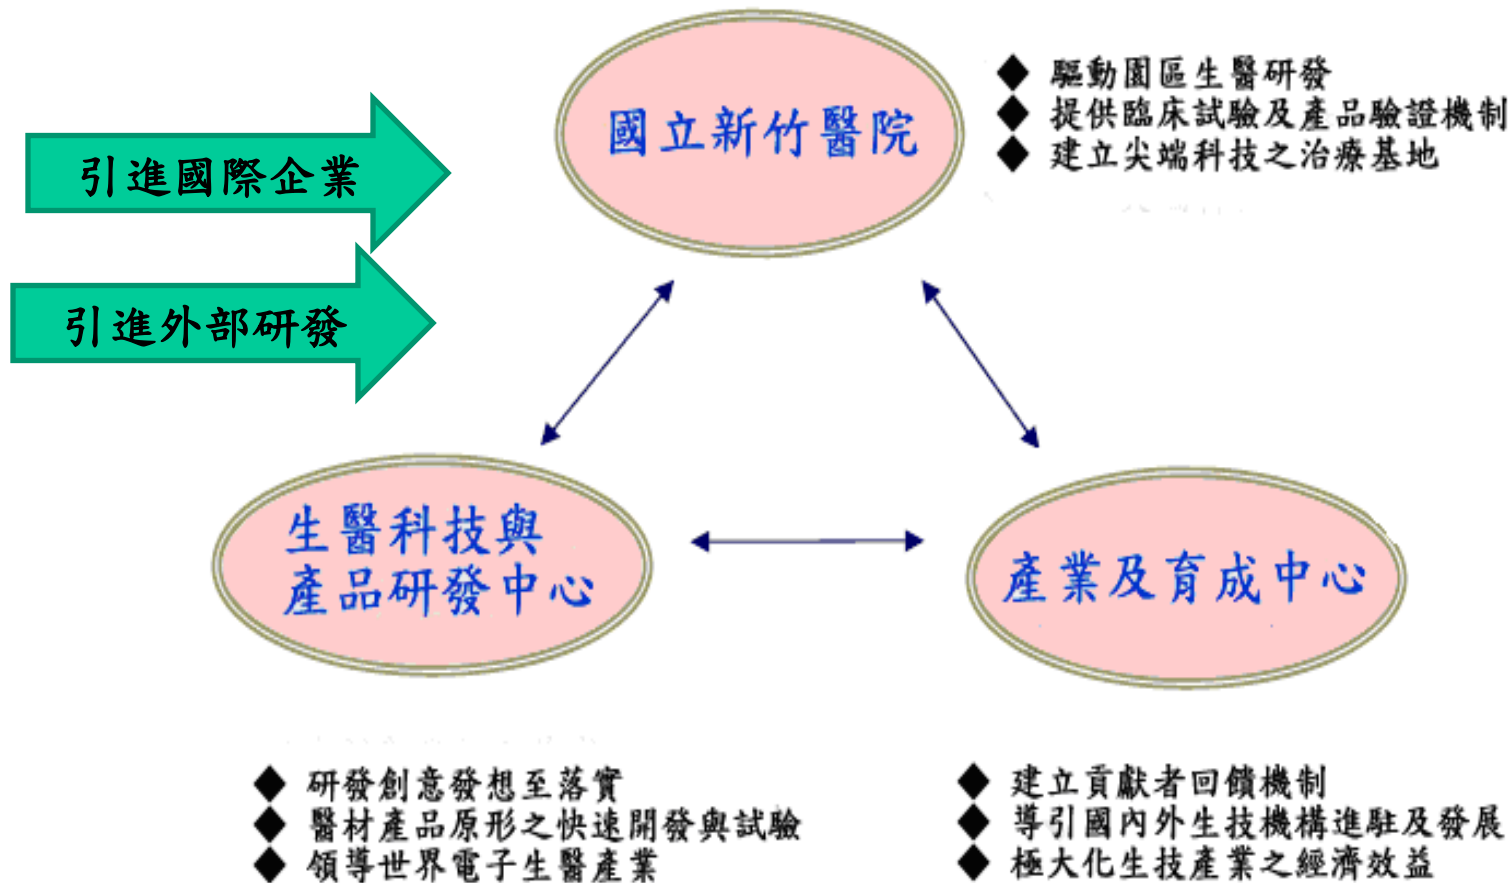 國立新竹醫院
◆ 驅動園區生醫研發
◆ 提供臨床試驗及產品驗證機制
◆ 建立尖端科技之治療基地
引進國際企業
引進外部研發
生醫科技與
產品研發中心
產業及育成中心
◆ 研發創意發想至落實
◆ 醫材產品原形之快速開發與試驗
◆ 領導世界電子生醫產業
◆ 建立貢獻者回饋機制
◆ 導引國內外生技機構進駐及發展
◆ 極大化生技產業之經濟效益